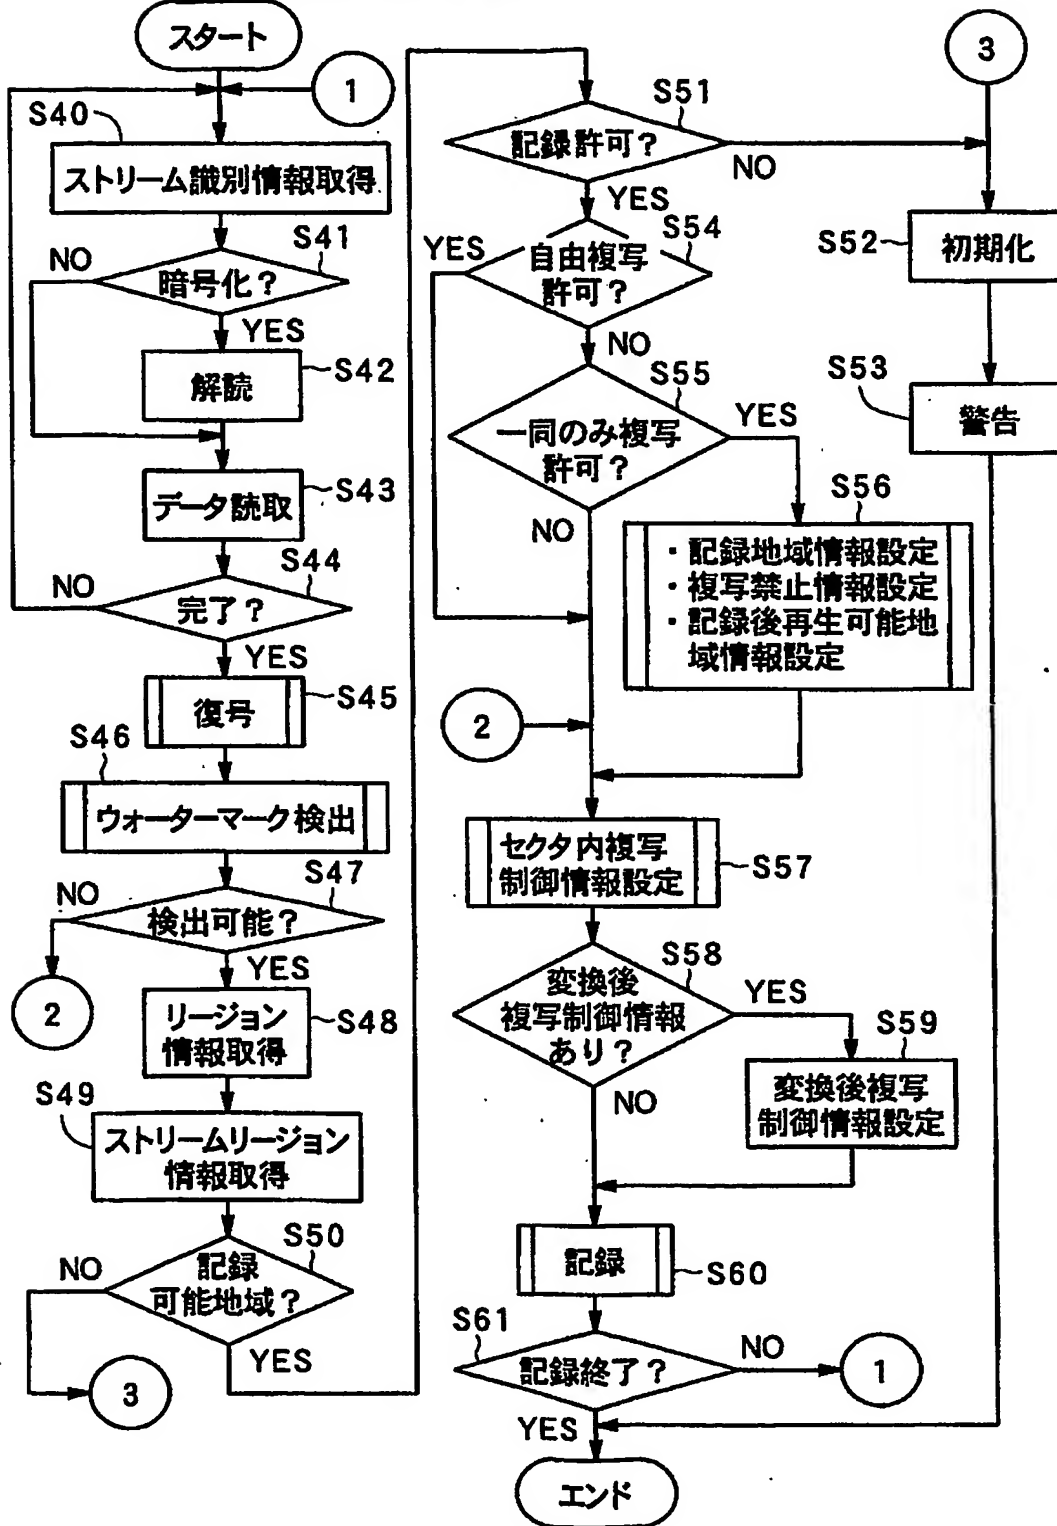 スタート
1
S40
ストリーム識別情報取得
S41
NO
暗号化？
YES
解読
S42
データ読取
S43
S44
NO
完了？
YES
復号
S45
S46
ウォーターマーク検出
S47
NO
検出可能？
YES
2
リージョン
情報取得
S48
S49
ストリームリージョン
情報取得
S50
NO
記録
可能地域？
YES
3
S51
記録許可？
NO
YES
S54
YES
自由複写
許可？
NO
S55
一同のみ複写
許可？
YES
NO
S56
・記録地域情報設定
・複写禁止情報設定
・記録後再生可能地
域情報設定
2
セクタ内複写
制御情報設定
S57
S58
変換後
複写制御情報
あり？
YES
NO
S59
変換後複写
制御情報設定
記録
S60
S61
記録終了？
NO
1
YES
エンド
3
S52
初期化
S53
警告